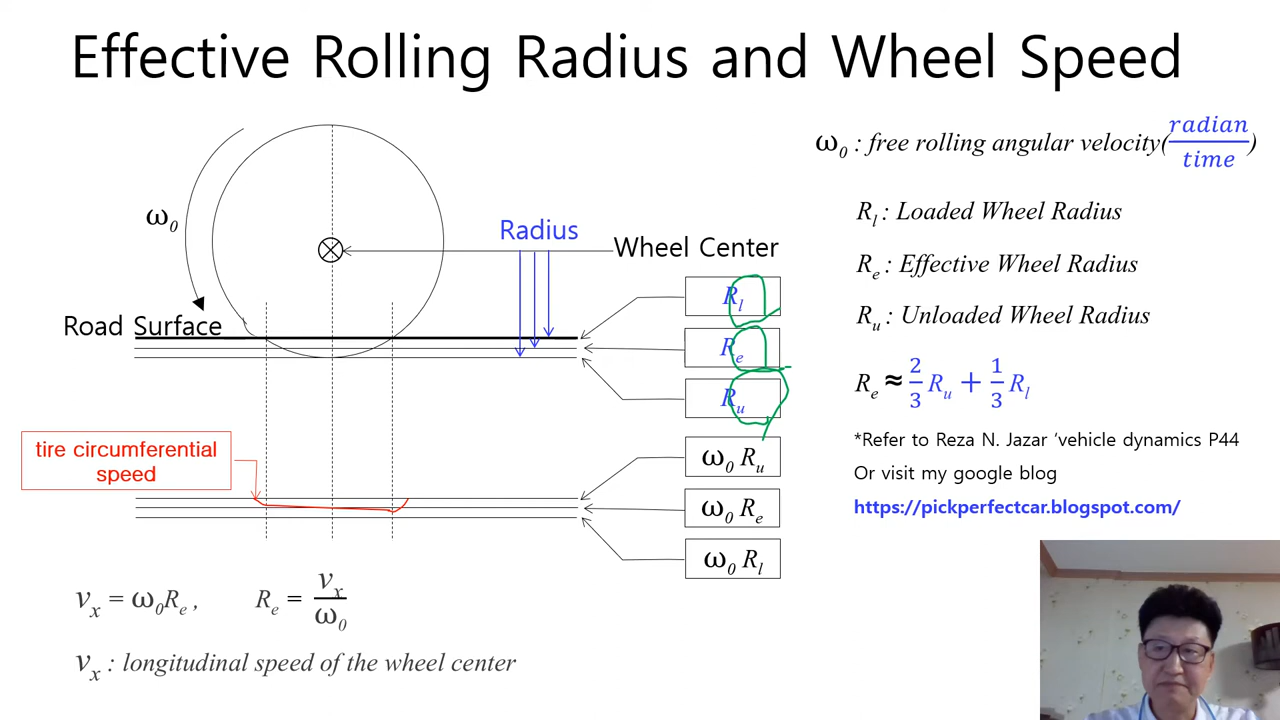 Effective Rolling Radius and Wheel Speed
ω₀
Road Surface
Radius
Wheel Center
Rₗ
Rₑ
Rᵤ
tire circumferential
speed
ω₀ Rᵤ
ω₀ Rₑ
ω₀ Rₗ
vₓ = ω₀Rₑ , Rₑ = vₓ/ω₀
vₓ : longitudinal speed of the wheel center
ω₀ : free rolling angular velocity(radian/time)
Rₗ : Loaded Wheel Radius
Rₑ : Effective Wheel Radius
Rᵤ : Unloaded Wheel Radius
Rₑ ≈ 2/3 Rᵤ + 1/3 Rₗ
*Refer to Reza N. Jazar ‘vehicle dynamics P44
Or visit my google blog
https://pickperfectcar.blogspot.com/